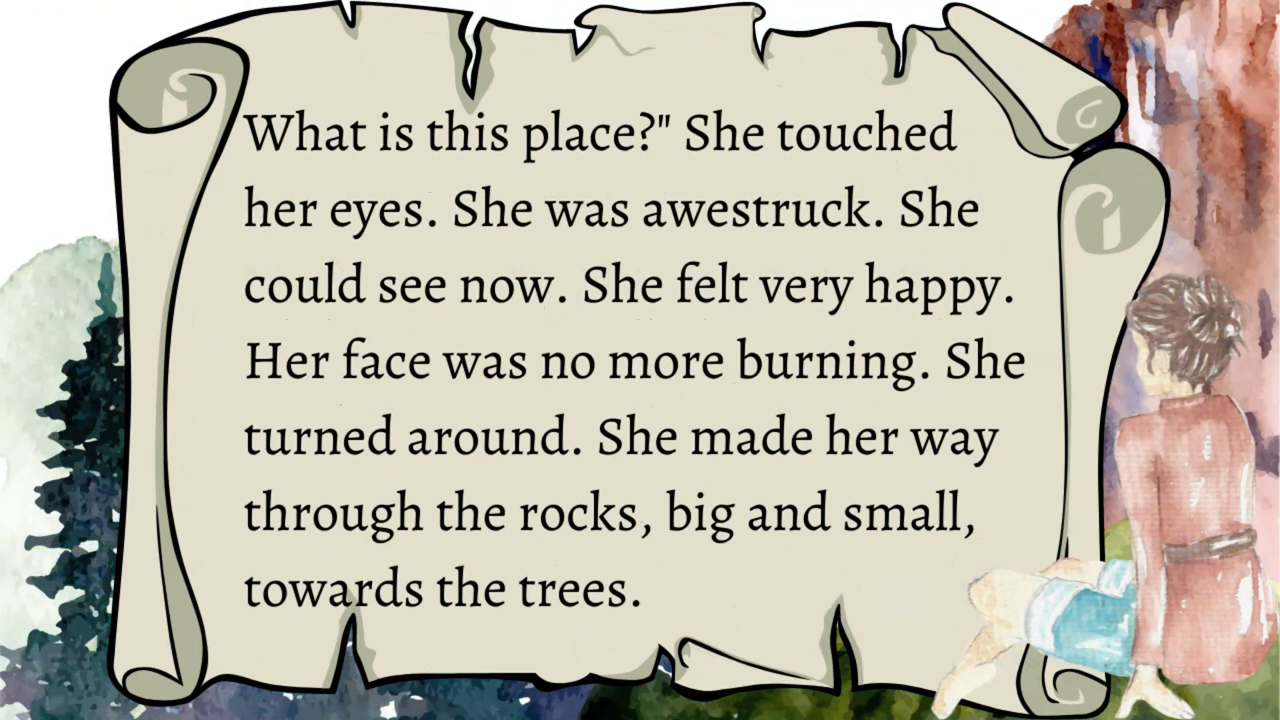 What is this place?" She touched
her eyes. She was awestruck. She
could see now. She felt very happy.
Her face was no more burning. She
turned around. She made her way
through the rocks, big and small,
towards the trees.